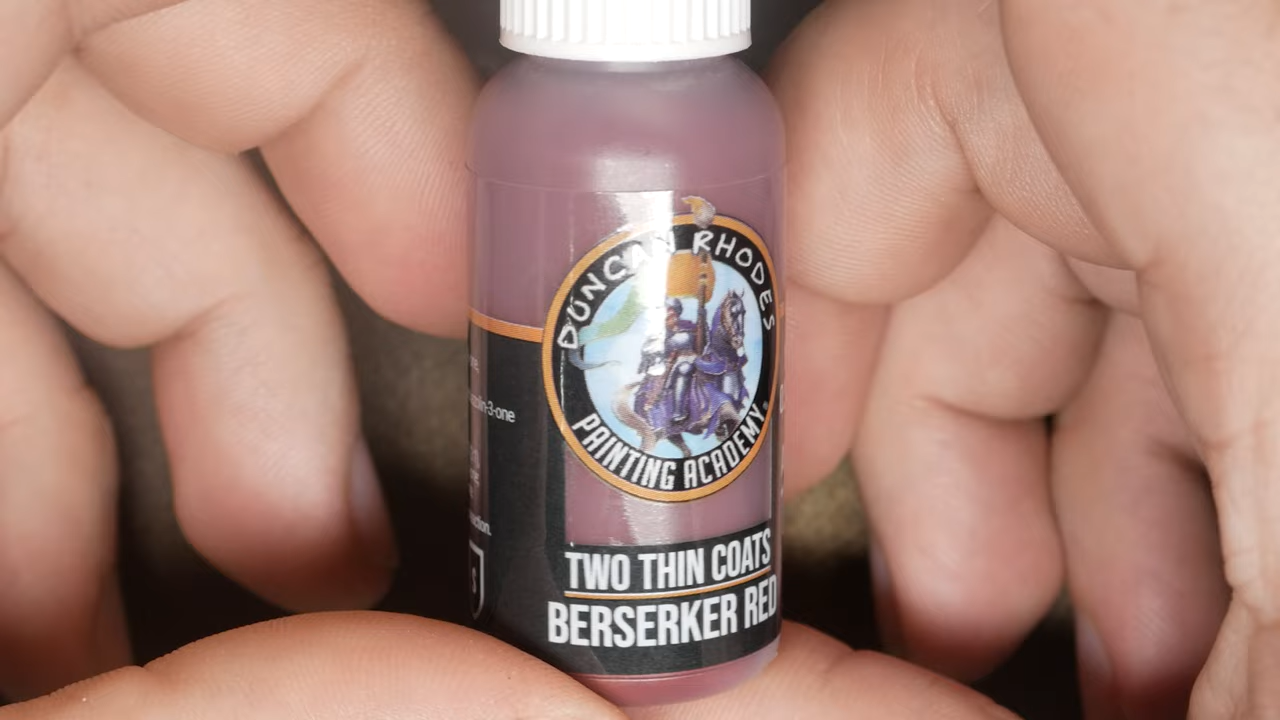 DUNCAN RHODES
PAINTING ACADEMY
TWO THIN COATS
BERSERKER RED